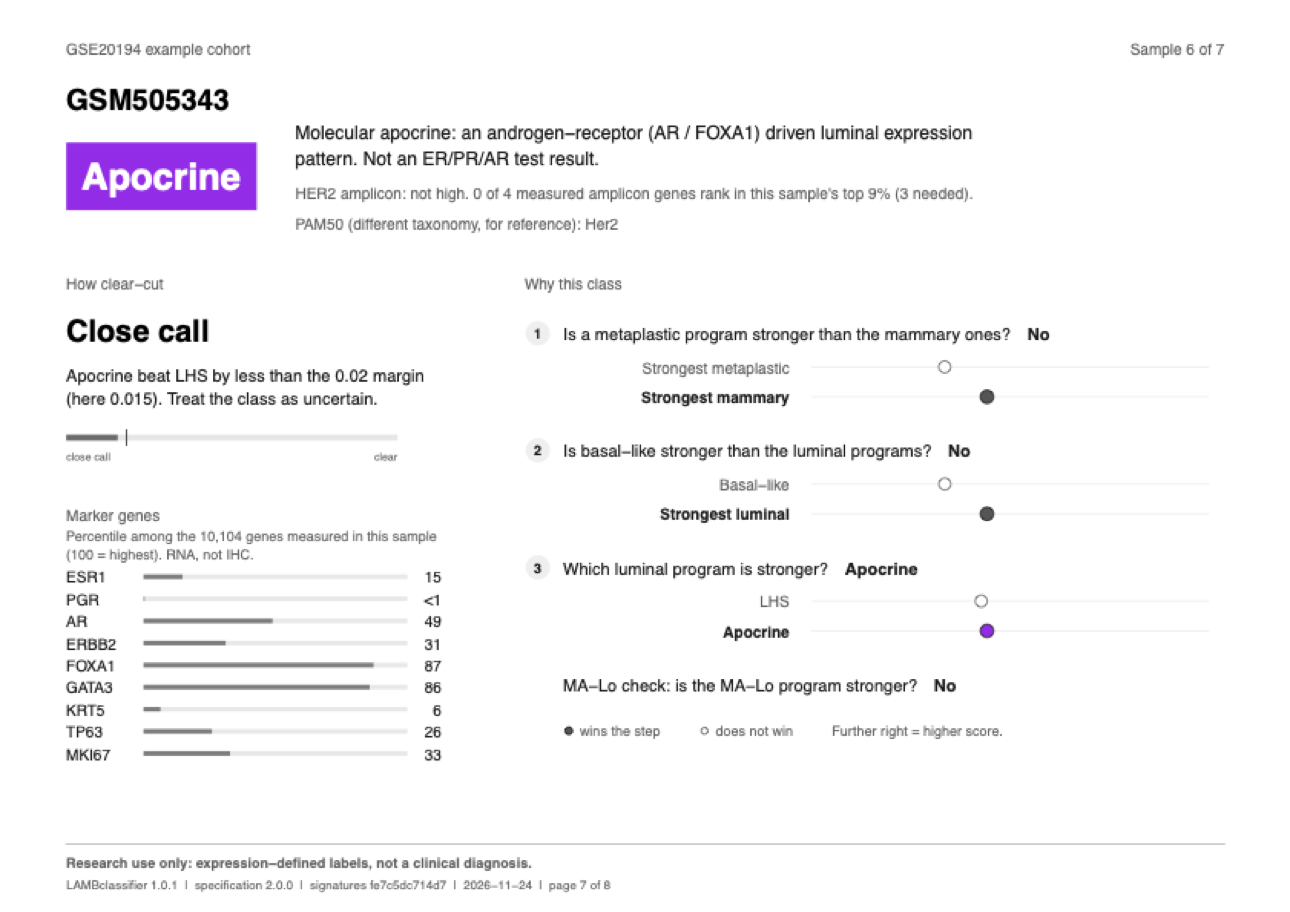 GSE20194 example cohort
Sample 6 of 7
GSM505343
Apocrine
Molecular apocrine: an androgen–receptor (AR / FOXA1) driven luminal expression
pattern. Not an ER/PR/AR test result.
HER2 amplicon: not high. 0 of 4 measured amplicon genes rank in this sample's top 9% (3 needed).
PAM50 (different taxonomy, for reference): Her2
How clear–cut
Close call
Apocrine beat LHS by less than the 0.02 margin
(here 0.015). Treat the class as uncertain.
close call
clear
Marker genes
Percentile among the 10,104 genes measured in this sample
(100 = highest). RNA, not IHC.
ESR1 15
PGR <1
AR 49
ERBB2 31
FOXA1 87
GATA3 86
KRT5 6
TP63 26
MKI67 33
Why this class
1 Is a metaplastic program stronger than the mammary ones? No
Strongest metaplastic
Strongest mammary
2 Is basal–like stronger than the luminal programs? No
Basal–like
Strongest luminal
3 Which luminal program is stronger? Apocrine
LHS
Apocrine
MA–Lo check: is the MA–Lo program stronger? No
wins the step
does not win
Further right = higher score.
Research use only: expression–defined labels, not a clinical diagnosis.
LAMBclassifier 1.0.1 | specification 2.0.0 | signatures fe7c5dc714d7 | 2026–11–24 | page 7 of 8